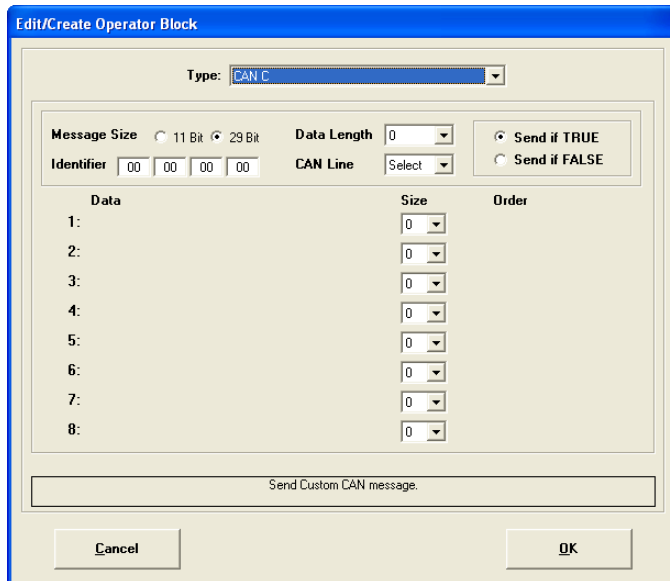 Edit/Create Operator Block
Type: CAN C
Message Size 11 Bit 29 Bit Data Length 0 Send if TRUE
Identifier 00 00 00 00 CAN Line Select Send if FALSE
Data Size Order
1: 0
2: 0
3: 0
4: 0
5: 0
6: 0
7: 0
8: 0
Send Custom CAN message.
Cancel OK